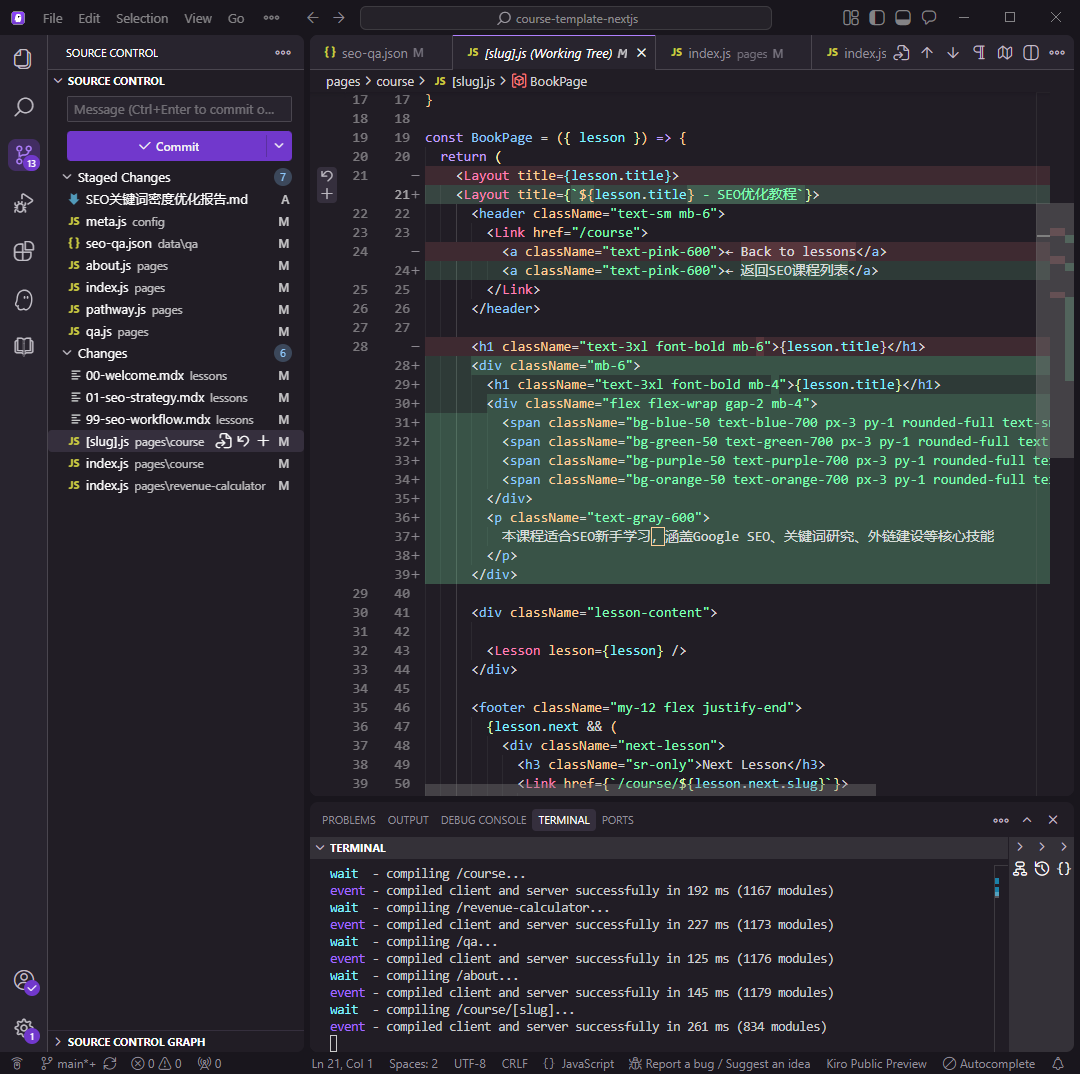 File Edit Selection View Go course-template-nextjs
SOURCE CONTROL
SOURCE CONTROL
Message (Ctrl+Enter to commit o...
Commit
13
Staged Changes 7
SEO关键词密度优化报告.md A
JS meta.js config M
{} seo-qa.json data\qa M
JS about.js pages M
JS index.js pages M
JS pathway.js pages M
JS qa.js pages M
Changes 6
00-welcome.mdx lessons M
01-seo-strategy.mdx lessons M
99-seo-workflow.mdx lessons M
JS [slug].js pages\course M
JS index.js pages\course M
JS index.js pages\revenue-calculator M
SOURCE CONTROL GRAPH
1
{} seo-qa.json M JS [slug].js (Working Tree) M JS index.js pages M JS index.js
pages > course > JS [slug].js > BookPage
17 17 }
18 18
19 19 const BookPage = ({ lesson }) => {
20 20 return (
21 − <Layout title={lesson.title}>
21+ <Layout title={`${lesson.title} - SEO优化教程`}>
22 22 <header className="text-sm mb-6">
23 23 <Link href="/course">
24 − <a className="text-pink-600">← Back to lessons</a>
24+ <a className="text-pink-600">← 返回SEO课程列表</a>
25 25 </Link>
26 26 </header>
27 27
28 − <h1 className="text-3xl font-bold mb-6">{lesson.title}</h1>
28+ <div className="mb-6">
29+ <h1 className="text-3xl font-bold mb-4">{lesson.title}</h1>
30+ <div className="flex flex-wrap gap-2 mb-4">
31+ <span className="bg-blue-50 text-blue-700 px-3 py-1 rounded-full text-s
32+ <span className="bg-green-50 text-green-700 px-3 py-1 rounded-full text
33+ <span className="bg-purple-50 text-purple-700 px-3 py-1 rounded-full te
34+ <span className="bg-orange-50 text-orange-700 px-3 py-1 rounded-full te
35+ </div>
36+ <p className="text-gray-600">
37+ 本课程适合SEO新手学习，涵盖Google SEO、关键词研究、外链建设等核心技能
38+ </p>
39+ </div>
29 40
30 41 <div className="lesson-content">
31 42
32 43 <Lesson lesson={lesson} />
33 44 </div>
34 45
35 46 <footer className="my-12 flex justify-end">
36 47 {lesson.next && (
37 48 <div className="next-lesson">
38 49 <h3 className="sr-only">Next Lesson</h3>
39 50 <Link href={`/course/${lesson.next.slug}`}>
PROBLEMS OUTPUT DEBUG CONSOLE TERMINAL PORTS
TERMINAL
wait - compiling /course...
event - compiled client and server successfully in 192 ms (1167 modules)
wait - compiling /revenue-calculator...
event - compiled client and server successfully in 227 ms (1173 modules)
wait - compiling /qa...
event - compiled client and server successfully in 125 ms (1176 modules)
wait - compiling /about...
event - compiled client and server successfully in 145 ms (1179 modules)
wait - compiling /course/[slug]...
event - compiled client and server successfully in 261 ms (834 modules)
main*+ 0 0 0 Ln 21, Col 1 Spaces: 2 UTF-8 CRLF {} JavaScript Report a bug / Suggest an idea Kiro Public Preview Autocomplete